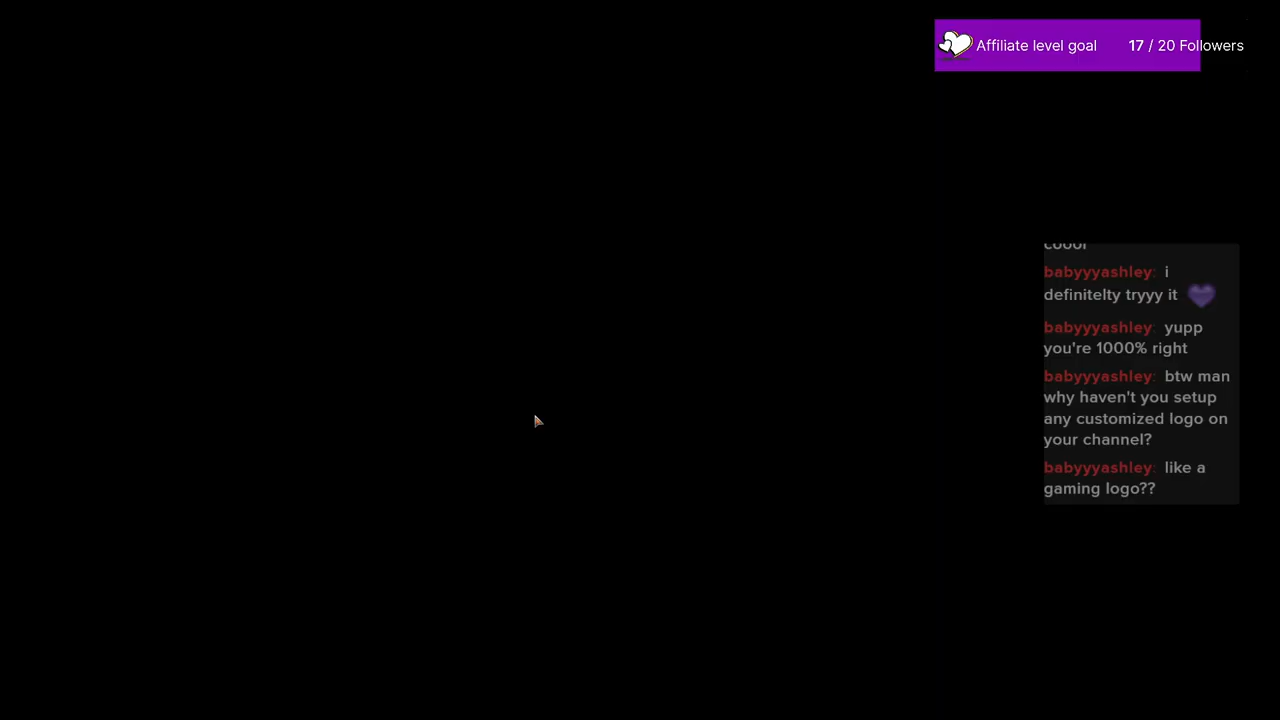 Affiliate level goal 17 / 20 Followers
coool
babyyyashley: i
definitelty tryyy it
babyyyashley: yupp
you're 1000% right
babyyyashley: btw man
why haven't you setup
any customized logo on
your channel?
babyyyashley: like a
gaming logo??